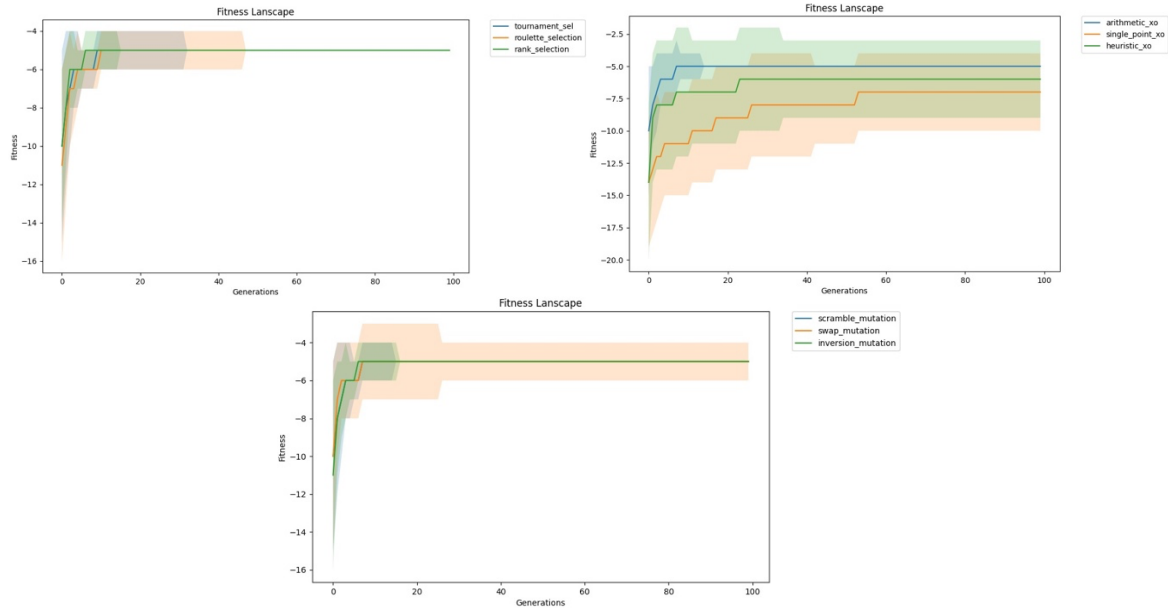 Fitness Lanscape
tournament_sel
roulette_selection
rank_selection
−4
−6
−8
−10
−12
−14
−16
Fitness
0 20 40 60 80 100
Generations
Fitness Lanscape
arithmetic_xo
single_point_xo
heuristic_xo
−2.5
−5.0
−7.5
−10.0
−12.5
−15.0
−17.5
−20.0
Fitness
0 20 40 60 80 100
Generations
Fitness Lanscape
scramble_mutation
swap_mutation
inversion_mutation
−4
−6
−8
−10
−12
−14
−16
Fitness
0 20 40 60 80 100
Generations